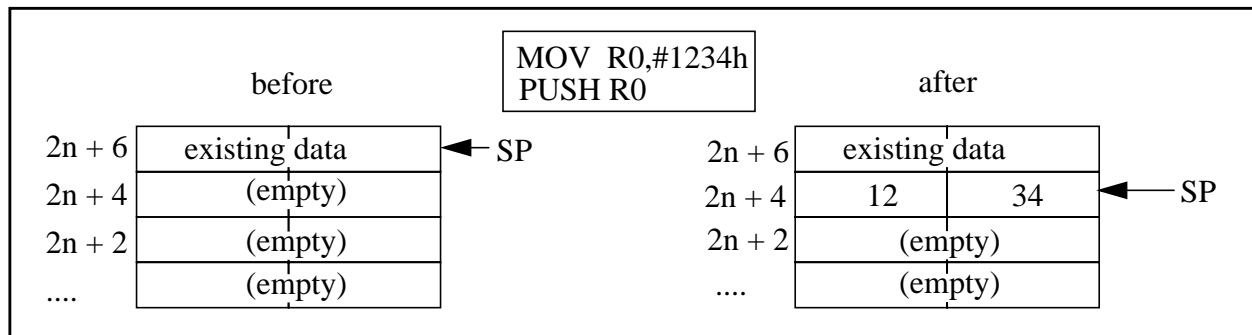 MOV R0,#1234h
PUSH R0
before
2n + 6 existing data SP
2n + 4 (empty)
2n + 2 (empty)
.... (empty)
after
2n + 6 existing data
2n + 4 12 34 SP
2n + 2 (empty)
.... (empty)